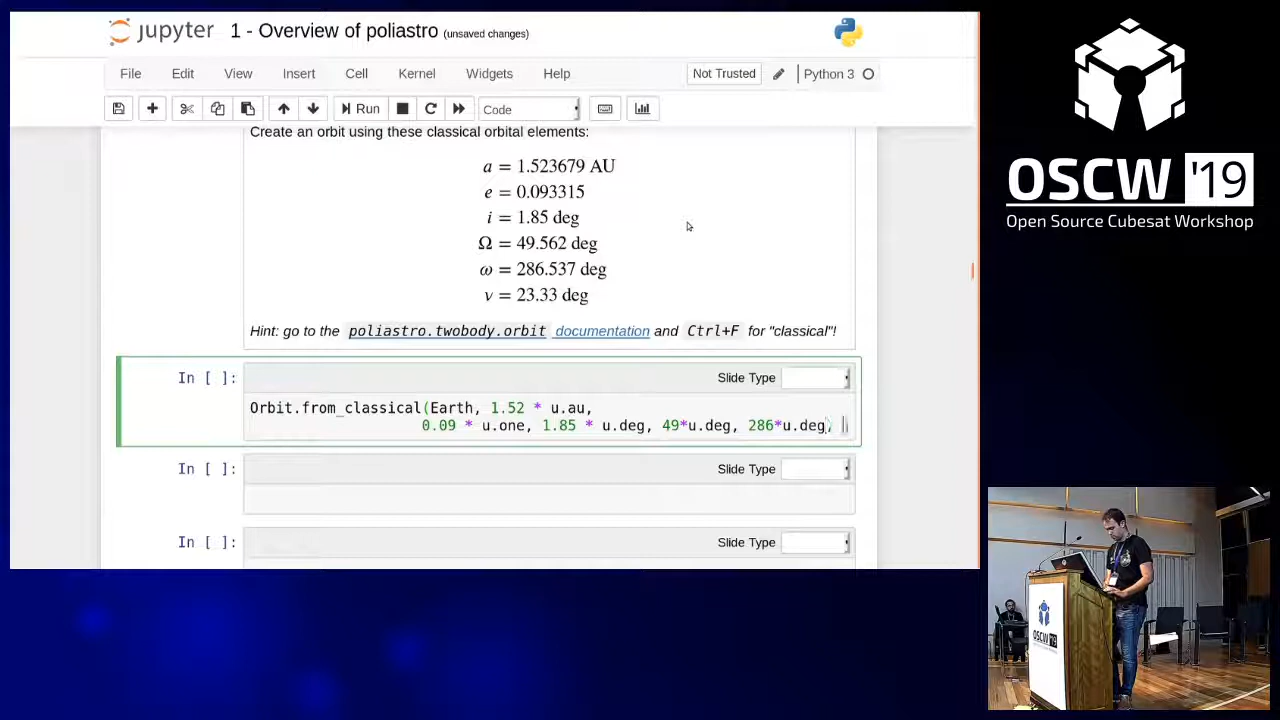 jupyter 1 - Overview of poliastro (unsaved changes)
File Edit View Insert Cell Kernel Widgets Help Not Trusted Python 3
Run Code
Create an orbit using these classical orbital elements:
a = 1.523679 AU
e = 0.093315
i = 1.85 deg
Ω = 49.562 deg
ω = 286.537 deg
ν = 23.33 deg
Hint: go to the poliastro.twobody.orbit documentation and Ctrl+F for "classical"!
In [ ]: Slide Type
Orbit.from_classical(Earth, 1.52 * u.au,
0.09 * u.one, 1.85 * u.deg, 49*u.deg, 286*u.deg,
In [ ]: Slide Type
In [ ]: Slide Type
OSCW '19
Open Source Cubesat Workshop
OSCW '19